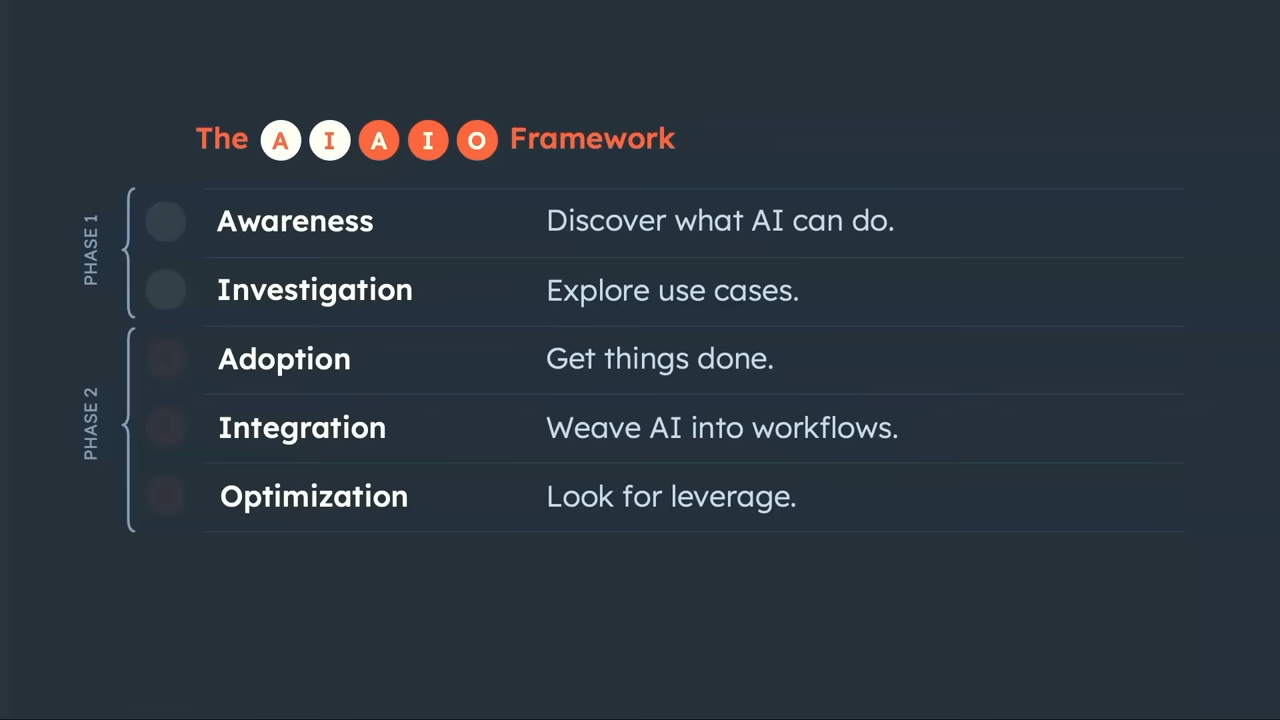 The A I A I O Framework
PHASE 1
Awareness Discover what AI can do.
Investigation Explore use cases.
PHASE 2
Adoption Get things done.
Integration Weave AI into workflows.
Optimization Look for leverage.